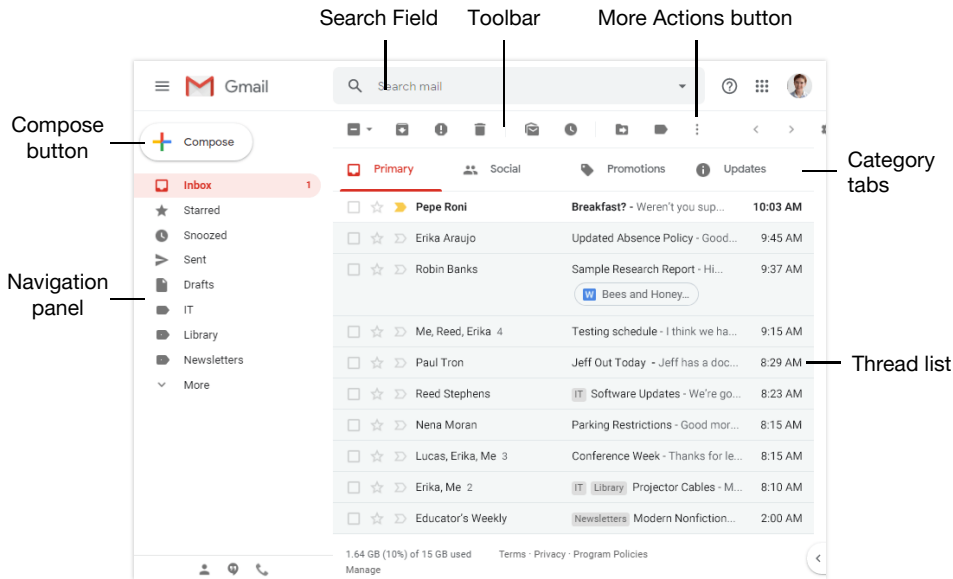 Search Field Toolbar More Actions button
Gmail Search mail
Compose button
Compose
Category tabs
Primary Social Promotions Updates
Inbox 1
Starred
Snoozed
Sent
Drafts
IT
Library
Newsletters
More
Navigation panel
Pepe Roni Breakfast? - Weren't you sup... 10:03 AM
Erika Araujo Updated Absence Policy - Good... 9:45 AM
Robin Banks Sample Research Report - Hi... 9:37 AM
W Bees and Honey...
Me, Reed, Erika 4 Testing schedule - I think we ha... 9:15 AM
Paul Tron Jeff Out Today - Jeff has a doc... 8:29 AM
Thread list
Reed Stephens IT Software Updates - We're go... 8:23 AM
Nena Moran Parking Restrictions - Good mor... 8:15 AM
Lucas, Erika, Me 3 Conference Week - Thanks for le... 8:15 AM
Erika, Me 2 IT Library Projector Cables - M... 8:10 AM
Educator's Weekly Newsletters Modern Nonfiction... 2:00 AM
1.64 GB (10%) of 15 GB used Terms · Privacy · Program Policies
Manage